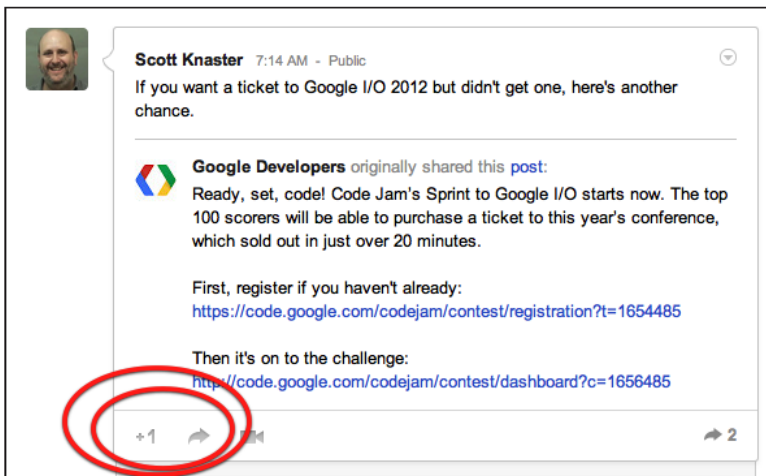 Scott Knaster 7:14 AM - Public
If you want a ticket to Google I/O 2012 but didn't get one, here's another
chance.
Google Developers originally shared this post:
Ready, set, code! Code Jam's Sprint to Google I/O starts now. The top
100 scorers will be able to purchase a ticket to this year's conference,
which sold out in just over 20 minutes.
First, register if you haven't already:
https://code.google.com/codejam/contest/registration?t=1654485
Then it's on to the challenge:
http://code.google.com/codejam/contest/dashboard?c=1656485
+1
2